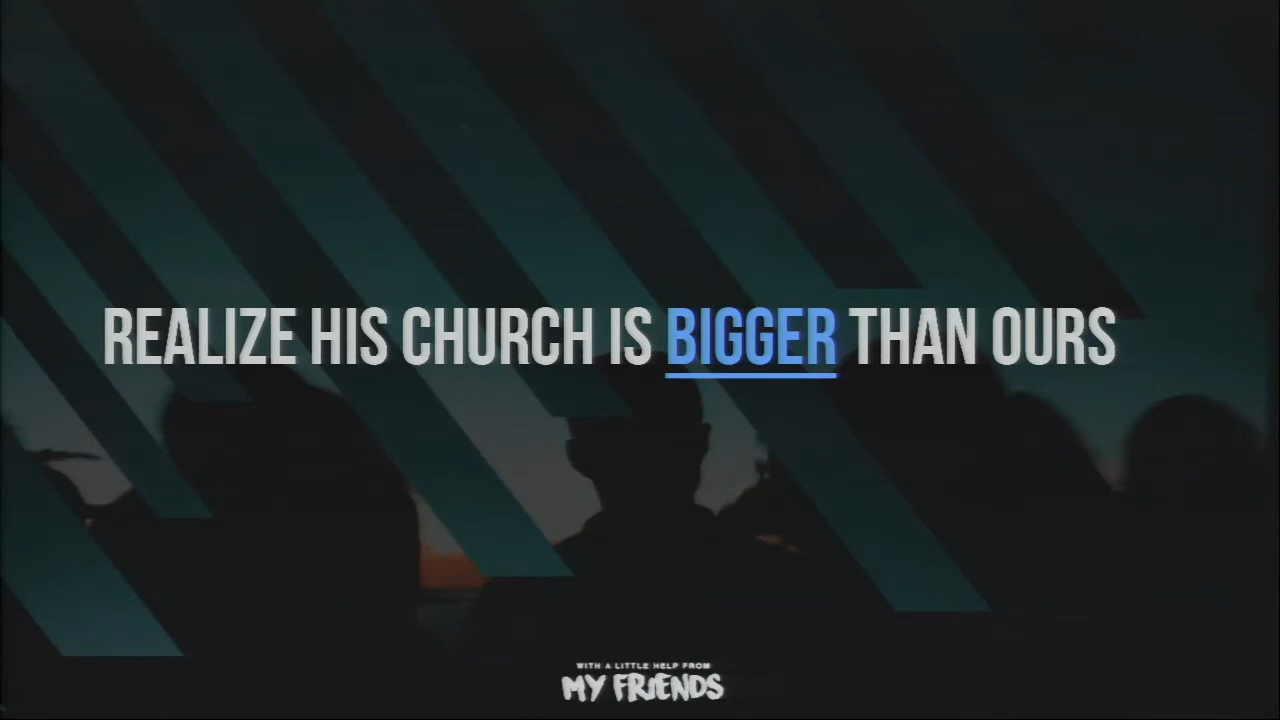 REALIZE HIS CHURCH IS BIGGER THAN OURS
WITH A LITTLE HELP FROM
MY FRIENDS